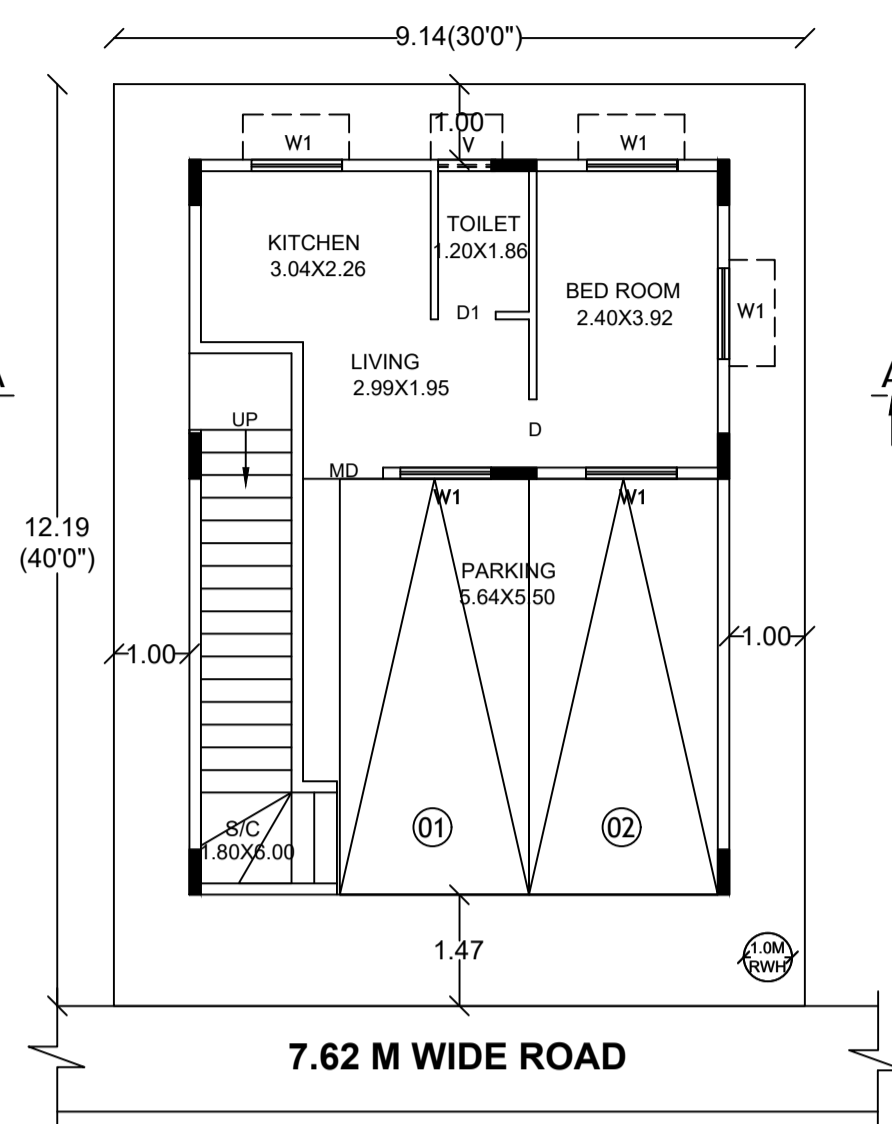 9.14(30'0")
1.00
W1
V
W1
KITCHEN
3.04X2.26
TOILET
1.20X1.86
BED ROOM
2.40X3.92
W1
D1
LIVING
2.99X1.95
A
A
UP
D
MD
W1
W1
12.19
(40'0")
PARKING
5.64X5.50
1.00
1.00
S/C
1.80X6.00
01
02
1.47
1.0M
RWH
7.62 M WIDE ROAD